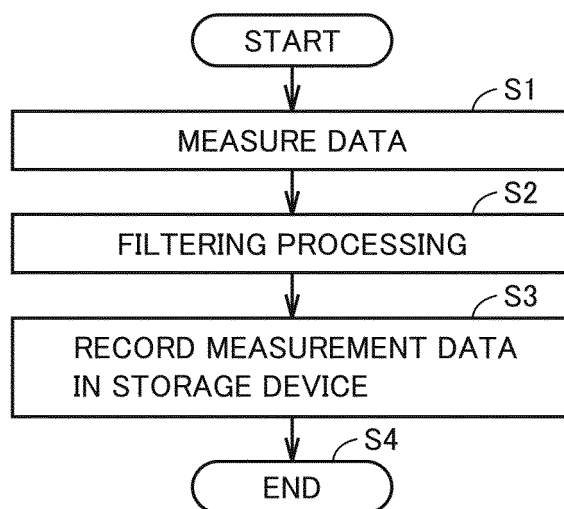 START
S1
MEASURE DATA
S2
FILTERING PROCESSING
S3
RECORD MEASUREMENT DATA
IN STORAGE DEVICE
S4
END